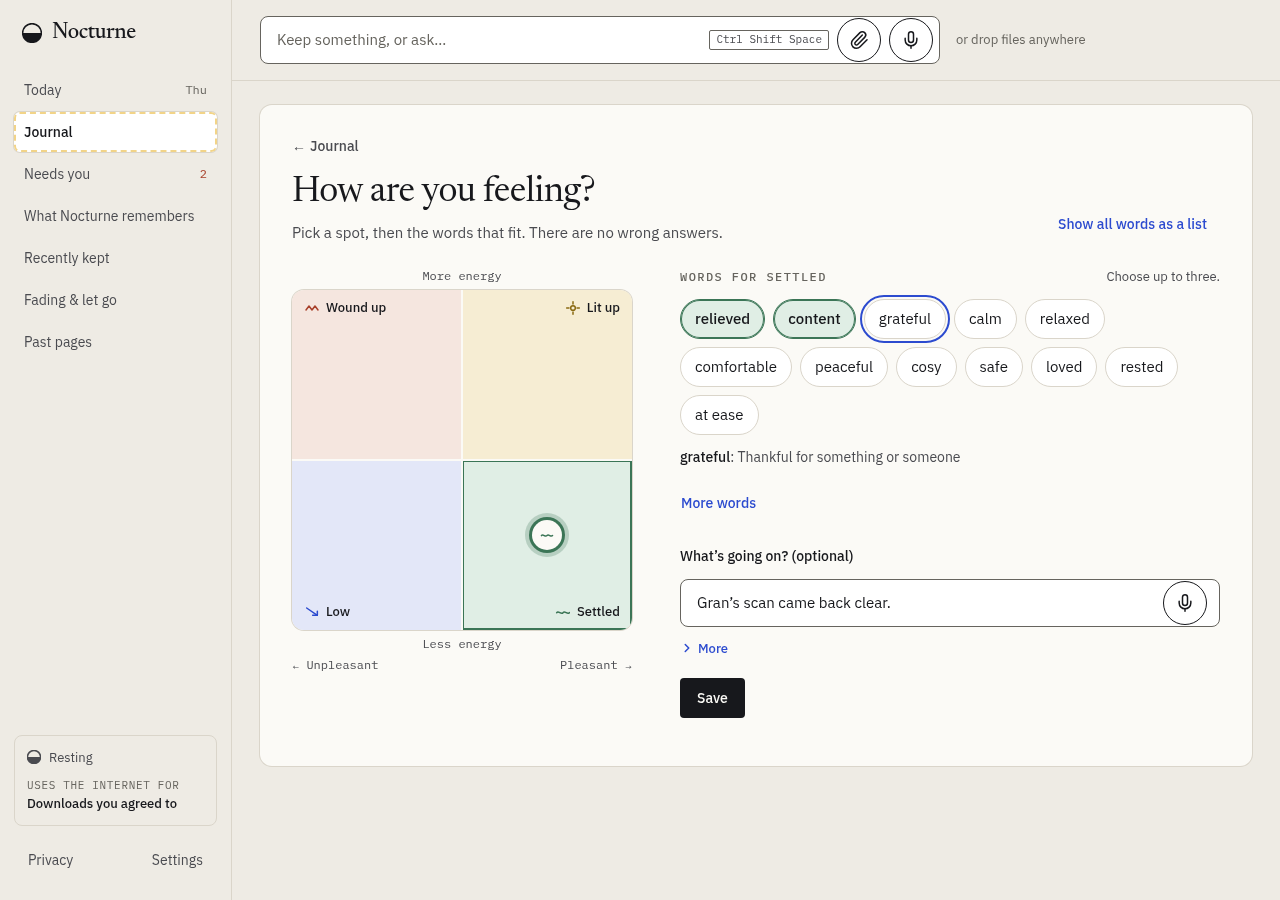 Nocturne
Keep something, or ask…
Ctrl Shift Space
or drop files anywhere
Today
Thu
Journal
Needs you
2
What Nocturne remembers
Recently kept
Fading & let go
Past pages
Resting
USES THE INTERNET FOR
Downloads you agreed to
Privacy
Settings
← Journal
How are you feeling?
Pick a spot, then the words that fit. There are no wrong answers.
Show all words as a list
More energy
Wound up
Lit up
Low
Settled
Less energy
← Unpleasant
Pleasant →
WORDS FOR SETTLED
Choose up to three.
relieved
content
grateful
calm
relaxed
comfortable
peaceful
cosy
safe
loved
rested
at ease
grateful: Thankful for something or someone
More words
What’s going on? (optional)
Gran’s scan came back clear.
More
Save